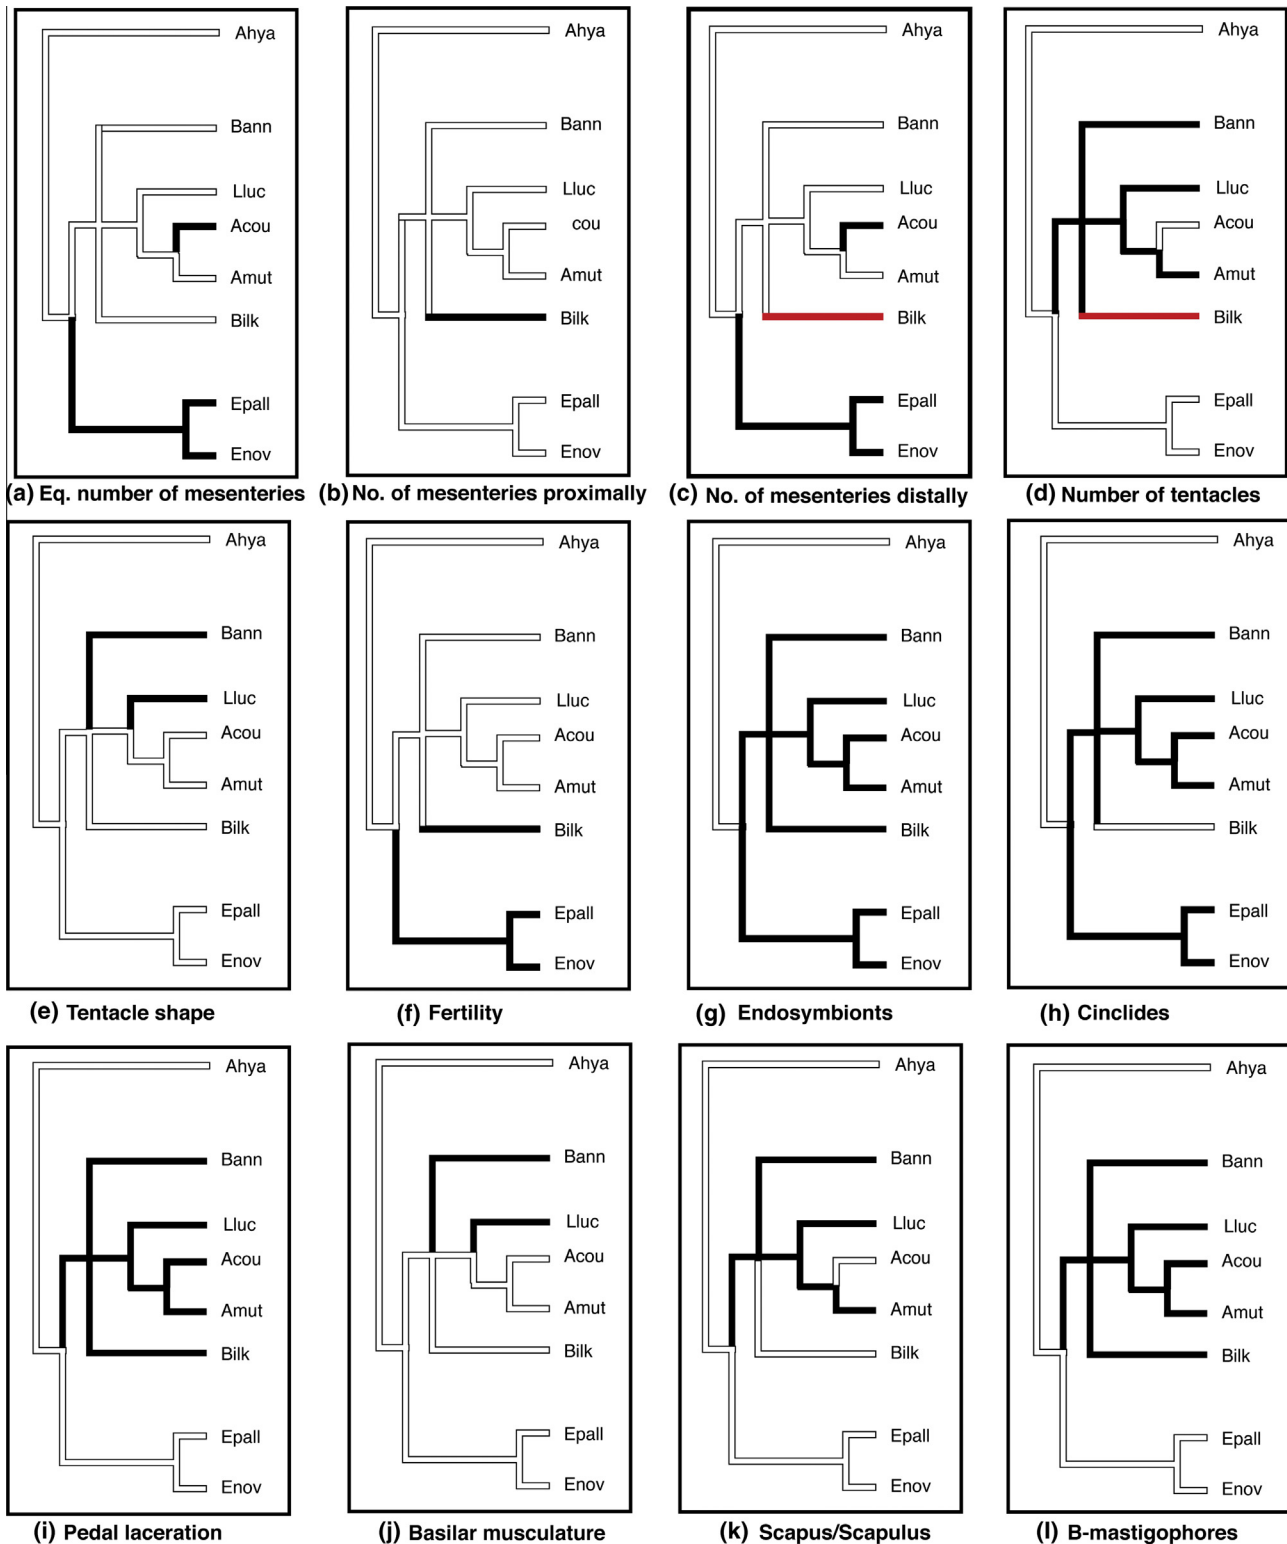 Ahya
Bann
Lluc
Acou
Amut
Bilk
Epall
Enov
(a) Eq. number of mesenteries
Ahya
Bann
Lluc
cou
Amut
Bilk
Epall
Enov
(b) No. of mesenteries proximally
Ahya
Bann
Lluc
Acou
Amut
Bilk
Epall
Enov
(c) No. of mesenteries distally
Ahya
Bann
Lluc
Acou
Amut
Bilk
Epall
Enov
(d) Number of tentacles
Ahya
Bann
Lluc
Acou
Amut
Bilk
Epall
Enov
(e) Tentacle shape
Ahya
Bann
Lluc
Acou
Amut
Bilk
Epall
Enov
(f) Fertility
Ahya
Bann
Lluc
Acou
Amut
Bilk
Epall
Enov
(g) Endosymbionts
Ahya
Bann
Lluc
Acou
Amut
Bilk
Epall
Enov
(h) Cinclides
Ahya
Bann
Lluc
Acou
Amut
Bilk
Epall
Enov
(i) Pedal laceration
Ahya
Bann
Lluc
Acou
Amut
Bilk
Epall
Enov
(j) Basilar musculature
Ahya
Bann
Lluc
Acou
Amut
Bilk
Epall
Enov
(k) Scapus/Scapulus
Ahya
Bann
Lluc
Acou
Amut
Bilk
Epall
Enov
(l) B-mastigophores